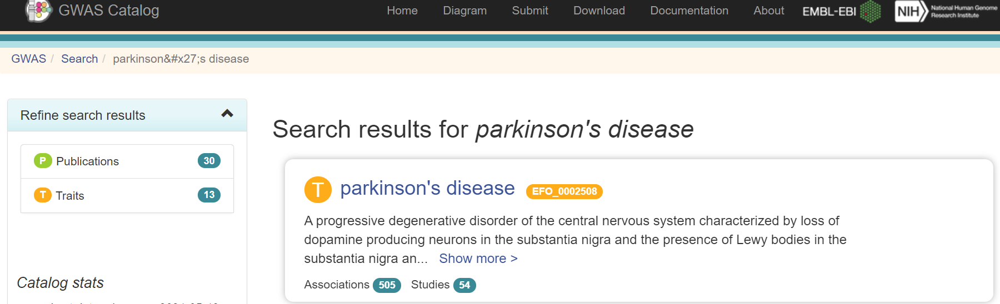 GWAS Catalog
Home Diagram Submit Download Documentation About EMBL-EBI NIH National Human Genome Research Institute
GWAS / Search / parkinson&#x27;s disease
Refine search results
P Publications 30
T Traits 13
Catalog stats
Search results for parkinson's disease
T parkinson's disease EFO_0002508
A progressive degenerative disorder of the central nervous system characterized by loss of
dopamine producing neurons in the substantia nigra and the presence of Lewy bodies in the
substantia nigra an... Show more >
Associations 505 Studies 54